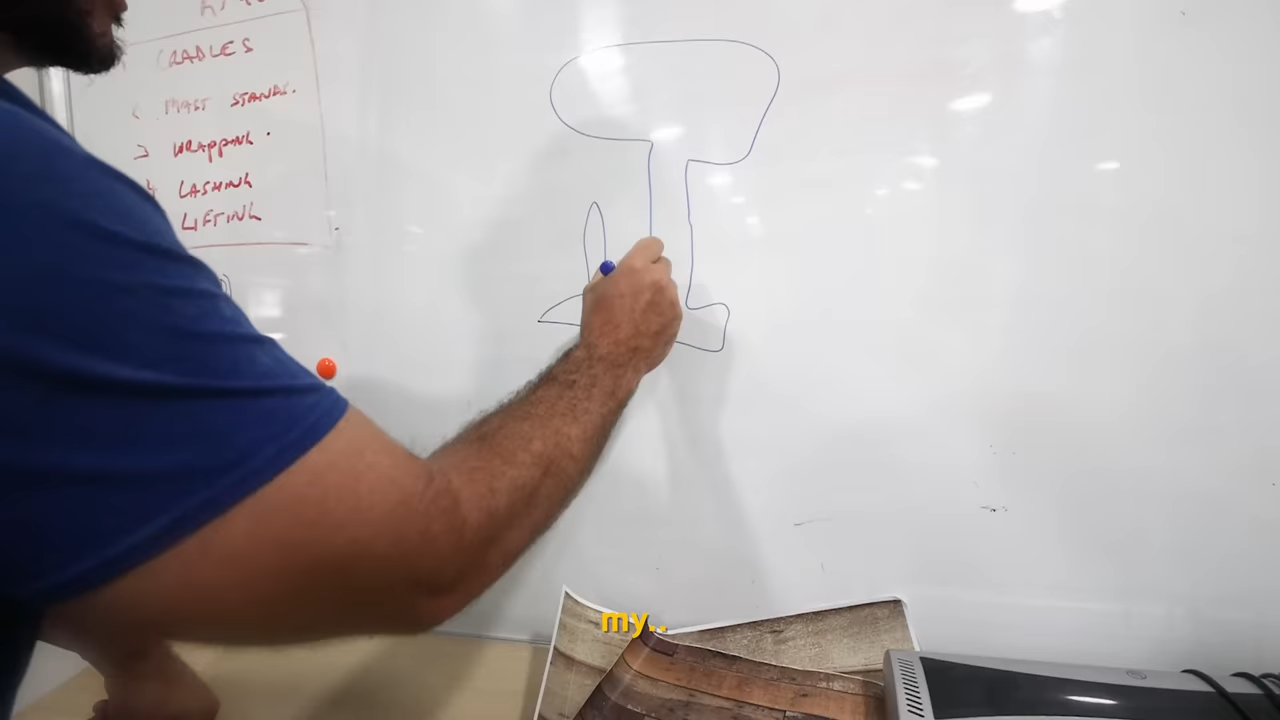 CRADLES
MAST STANDS.
WRAPPING
LASHING
LIFTING
my..